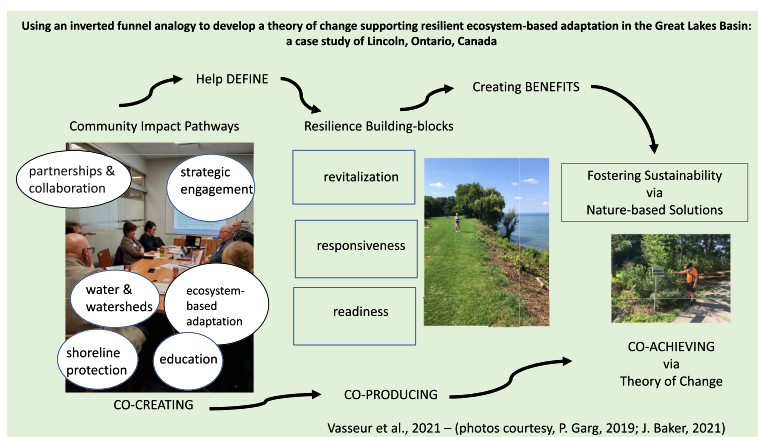 Using an inverted funnel analogy to develop a theory of change supporting resilient ecosystem-based adaptation in the Great Lakes Basin:
a case study of Lincoln, Ontario, Canada
Help DEFINE
Creating BENEFITS
Community Impact Pathways
Resilience Building-blocks
partnerships &
collaboration
strategic
engagement
water &
watersheds
ecosystem-
based
adaptation
shoreline
protection
education
revitalization
responsiveness
readiness
Fostering Sustainability
via
Nature-based Solutions
CO-CREATING
CO-PRODUCING
CO-ACHIEVING
via
Theory of Change
Vasseur et al., 2021 – (photos courtesy, P. Garg, 2019; J. Baker, 2021)